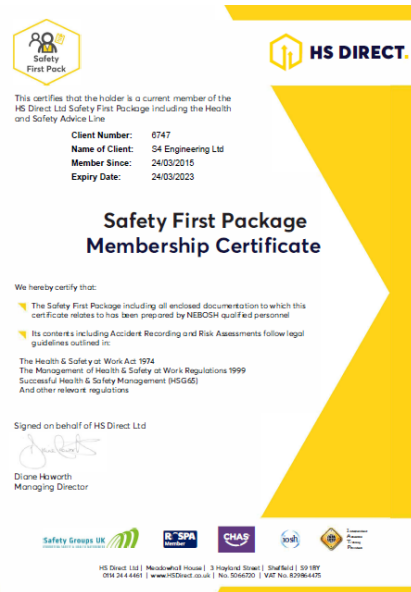 Safety
First Pack
HS DIRECT.
This certifies that the holder is a current member of the
HS Direct Ltd Safety First Package including the Health
and Safety Advice Line
Client Number: 6747
Name of Client: S4 Engineering Ltd
Member Since: 24/03/2015
Expiry Date: 24/03/2023
Safety First Package
Membership Certificate
We hereby certify that:
The Safety First Package including all enclosed documentation to which this
certificate relates to has been prepared by NEBOSH qualified personnel
Its contents including Accident Recording and Risk Assessments follow legal
guidelines outlined in:
The Health & Safety at Work Act 1974
The Management of Health & Safety at Work Regulations 1999
Successful Health & Safety Management (HSG65)
And other relevant regulations
Signed on behalf of HS Direct Ltd
Diane Haworth
Managing Director
Safety Groups UK
RoSPA
Member
CHAS
iosh
HS Direct Ltd | Meadowhall House | 3 Hayland Street | Sheffield | S9 1BY
0114 24 4 4461 | www.HSDirect.co.uk | No. 5066720 | VAT No. 829864475